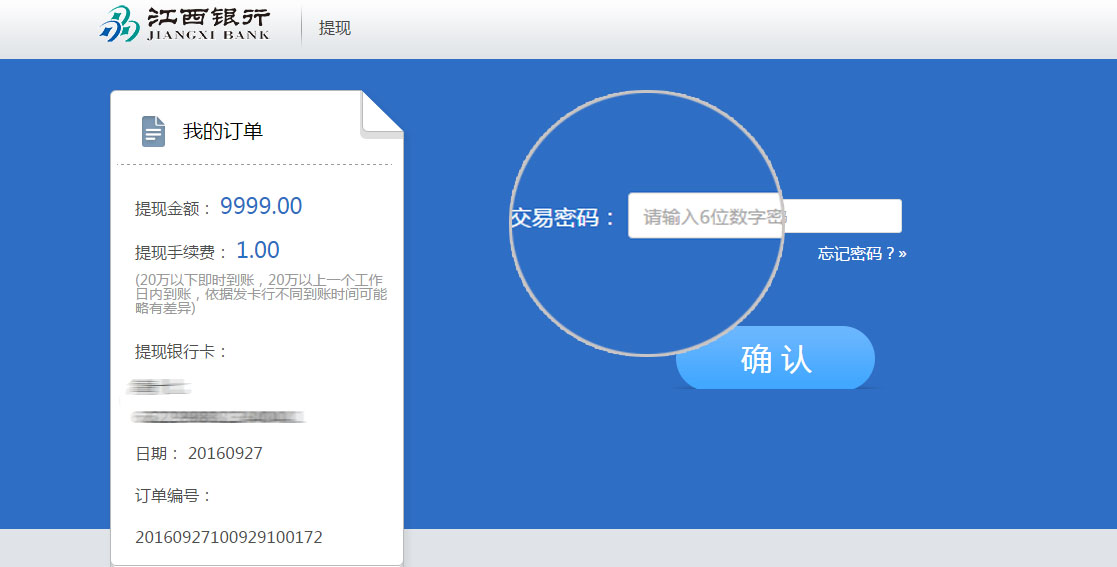 江西银行
JIANGXI BANK
提现
我的订单
提现金额： 9999.00
提现手续费： 1.00
(20万以下即时到账，20万以上一个工作
日内到账，依据发卡行不同到账时间可能
略有差异)
提现银行卡：
日期： 20160927
订单编号：
20160927100929100172
交易密码： 请输入6位数字密
忘记密码？»
确 认